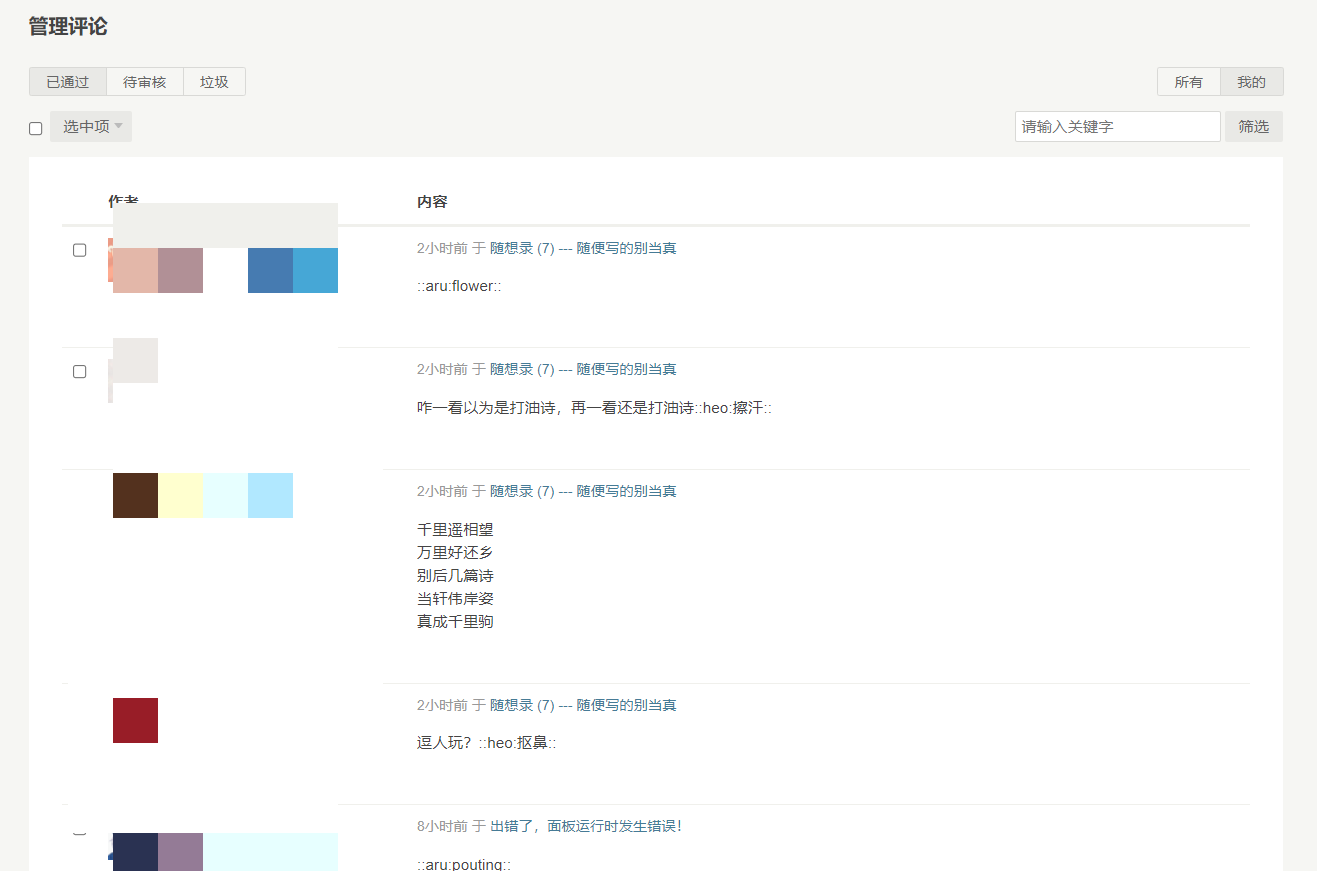 管理评论
已通过 待审核 垃圾 所有 我的
选中项 请输入关键字 筛选
作者 内容
2小时前 于 随想录 (7) --- 随便写的别当真
::aru:flower::
2小时前 于 随想录 (7) --- 随便写的别当真
咋一看以为是打油诗，再一看还是打油诗::heo:擦汗::
2小时前 于 随想录 (7) --- 随便写的别当真
千里遥相望
万里好还乡
别后几篇诗
当轩伟岸姿
真成千里驹
2小时前 于 随想录 (7) --- 随便写的别当真
逗人玩？::heo:抠鼻::
8小时前 于 出错了，面板运行时发生错误！
::aru:pouting::